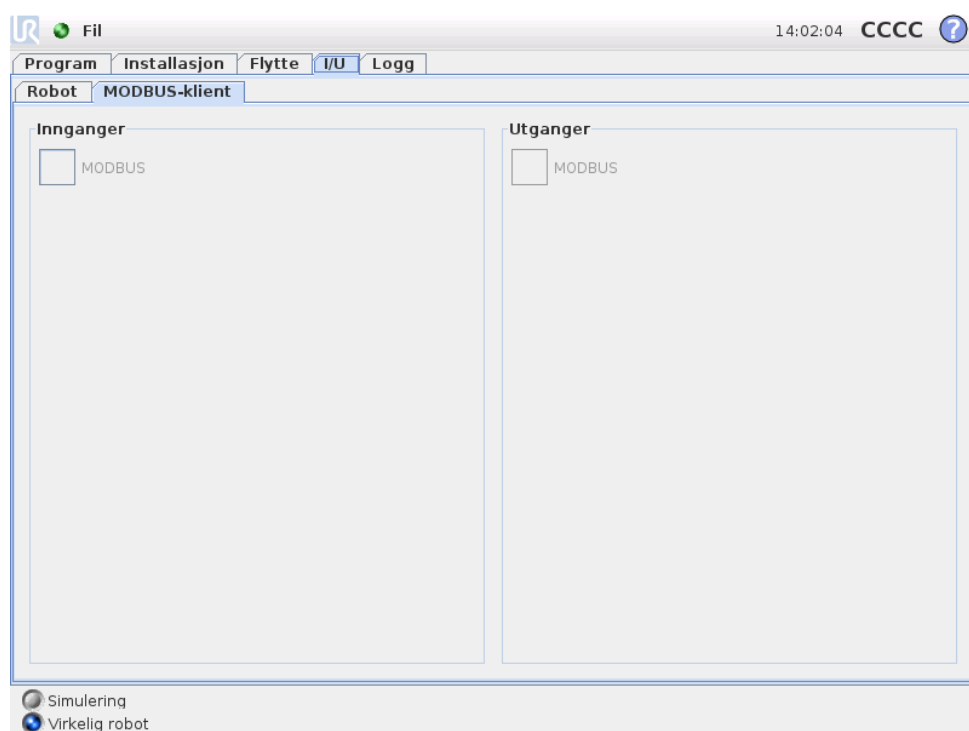 UR Fil 14:02:04 CCCC ?
Program Installasjon Flytte I/U Logg
Robot MODBUS-klient
Innganger Utganger
MODBUS MODBUS
Simulering
Virkelig robot